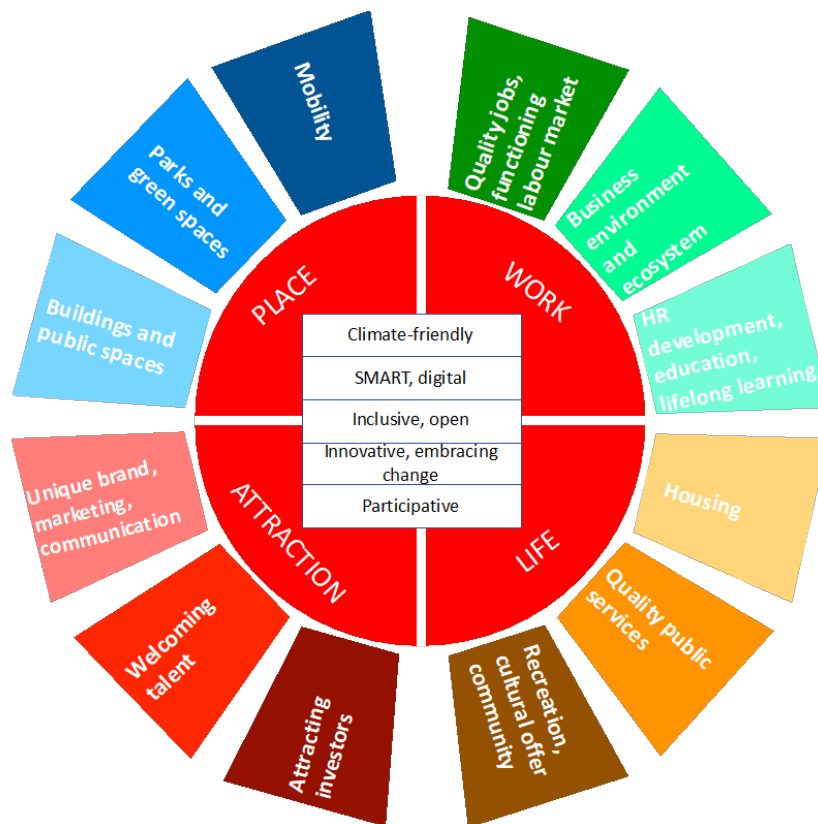 Mobility
Quality jobs,
functioning
labour market
Parks and
green spaces
Business
environment
and
ecosystem
PLACE
WORK
Buildings and
public spaces
HR
development,
education,
lifelong learning
Climate-friendly
SMART, digital
Inclusive, open
Innovative, embracing
change
Participative
Unique brand,
marketing,
communication
Housing
ATTRACTION
LIFE
Welcoming
talent
Quality public
services
Attracting
investors
Recreation,
cultural offer
community